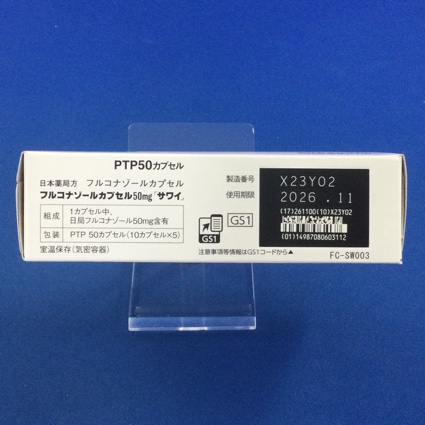 PTP50カプセル
日本薬局方 フルコナゾールカプセル
フルコナゾールカプセル50mg「サワイ」
組成 1カプセル中、
日局フルコナゾール50mg含有
包装 PTP 50カプセル(10カプセル×5)
室温保存(気密容器)
GS1
GS1
注意事項等情報はGS1コードから▲
製造番号 X23Y02
使用期限 2026.11
(17)261100(10)X23Y02
(01)14987080603112
FC-SW003